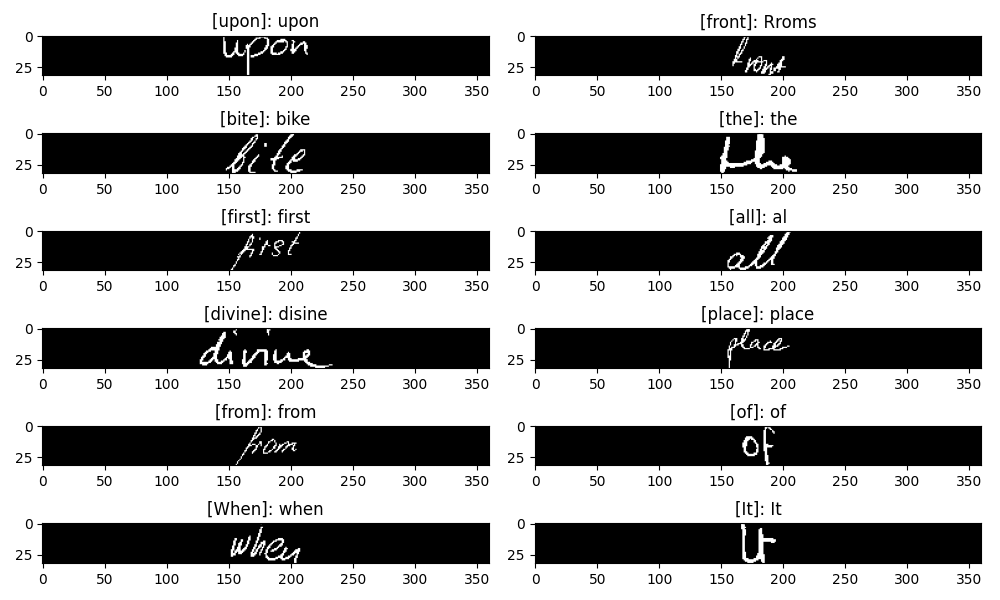 [upon]: upon
0
25
upon
0 50 100 150 200 250 300 350
[front]: Rroms
0
25
front
0 50 100 150 200 250 300 350
[bite]: bike
0
25
bite
0 50 100 150 200 250 300 350
[the]: the
0
25
the
0 50 100 150 200 250 300 350
[first]: first
0
25
first
0 50 100 150 200 250 300 350
[all]: al
0
25
all
0 50 100 150 200 250 300 350
[divine]: disine
0
25
divine
0 50 100 150 200 250 300 350
[place]: place
0
25
place
0 50 100 150 200 250 300 350
[from]: from
0
25
from
0 50 100 150 200 250 300 350
[of]: of
0
25
of
0 50 100 150 200 250 300 350
[When]: when
0
25
when
0 50 100 150 200 250 300 350
[It]: It
0
25
It
0 50 100 150 200 250 300 350